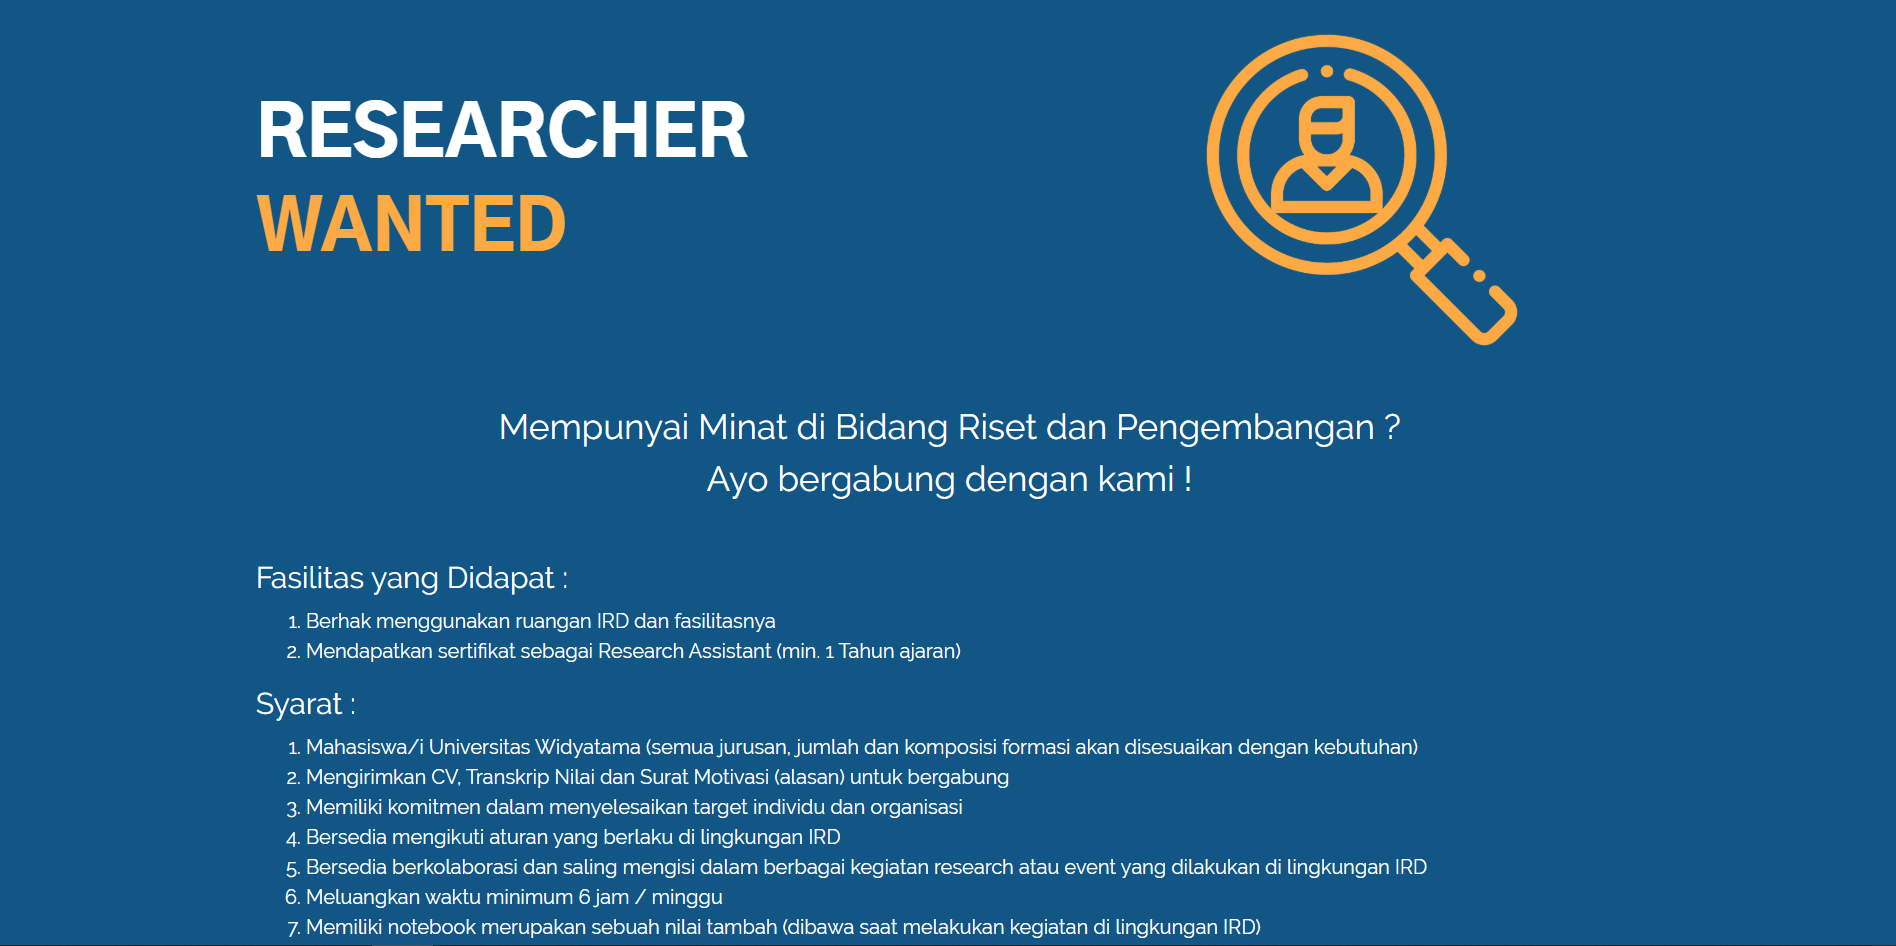 RESEARCHER
WANTED
Mempunyai Minat di Bidang Riset dan Pengembangan ?
Ayo bergabung dengan kami !
Fasilitas yang Didapat :
1. Berhak menggunakan ruangan IRD dan fasilitasnya
2. Mendapatkan sertifikat sebagai Research Assistant (min. 1 Tahun ajaran)
Syarat :
1. Mahasiswa/i Universitas Widyatama (semua jurusan, jumlah dan komposisi formasi akan disesuaikan dengan kebutuhan)
2. Mengirimkan CV, Transkrip Nilai dan Surat Motivasi (alasan) untuk bergabung
3. Memiliki komitmen dalam menyelesaikan target individu dan organisasi
4. Bersedia mengikuti aturan yang berlaku di lingkungan IRD
5. Bersedia berkolaborasi dan saling mengisi dalam berbagai kegiatan research atau event yang dilakukan di lingkungan IRD
6. Meluangkan waktu minimum 6 jam / minggu
7. Memiliki notebook merupakan sebuah nilai tambah (dibawa saat melakukan kegiatan di lingkungan IRD)